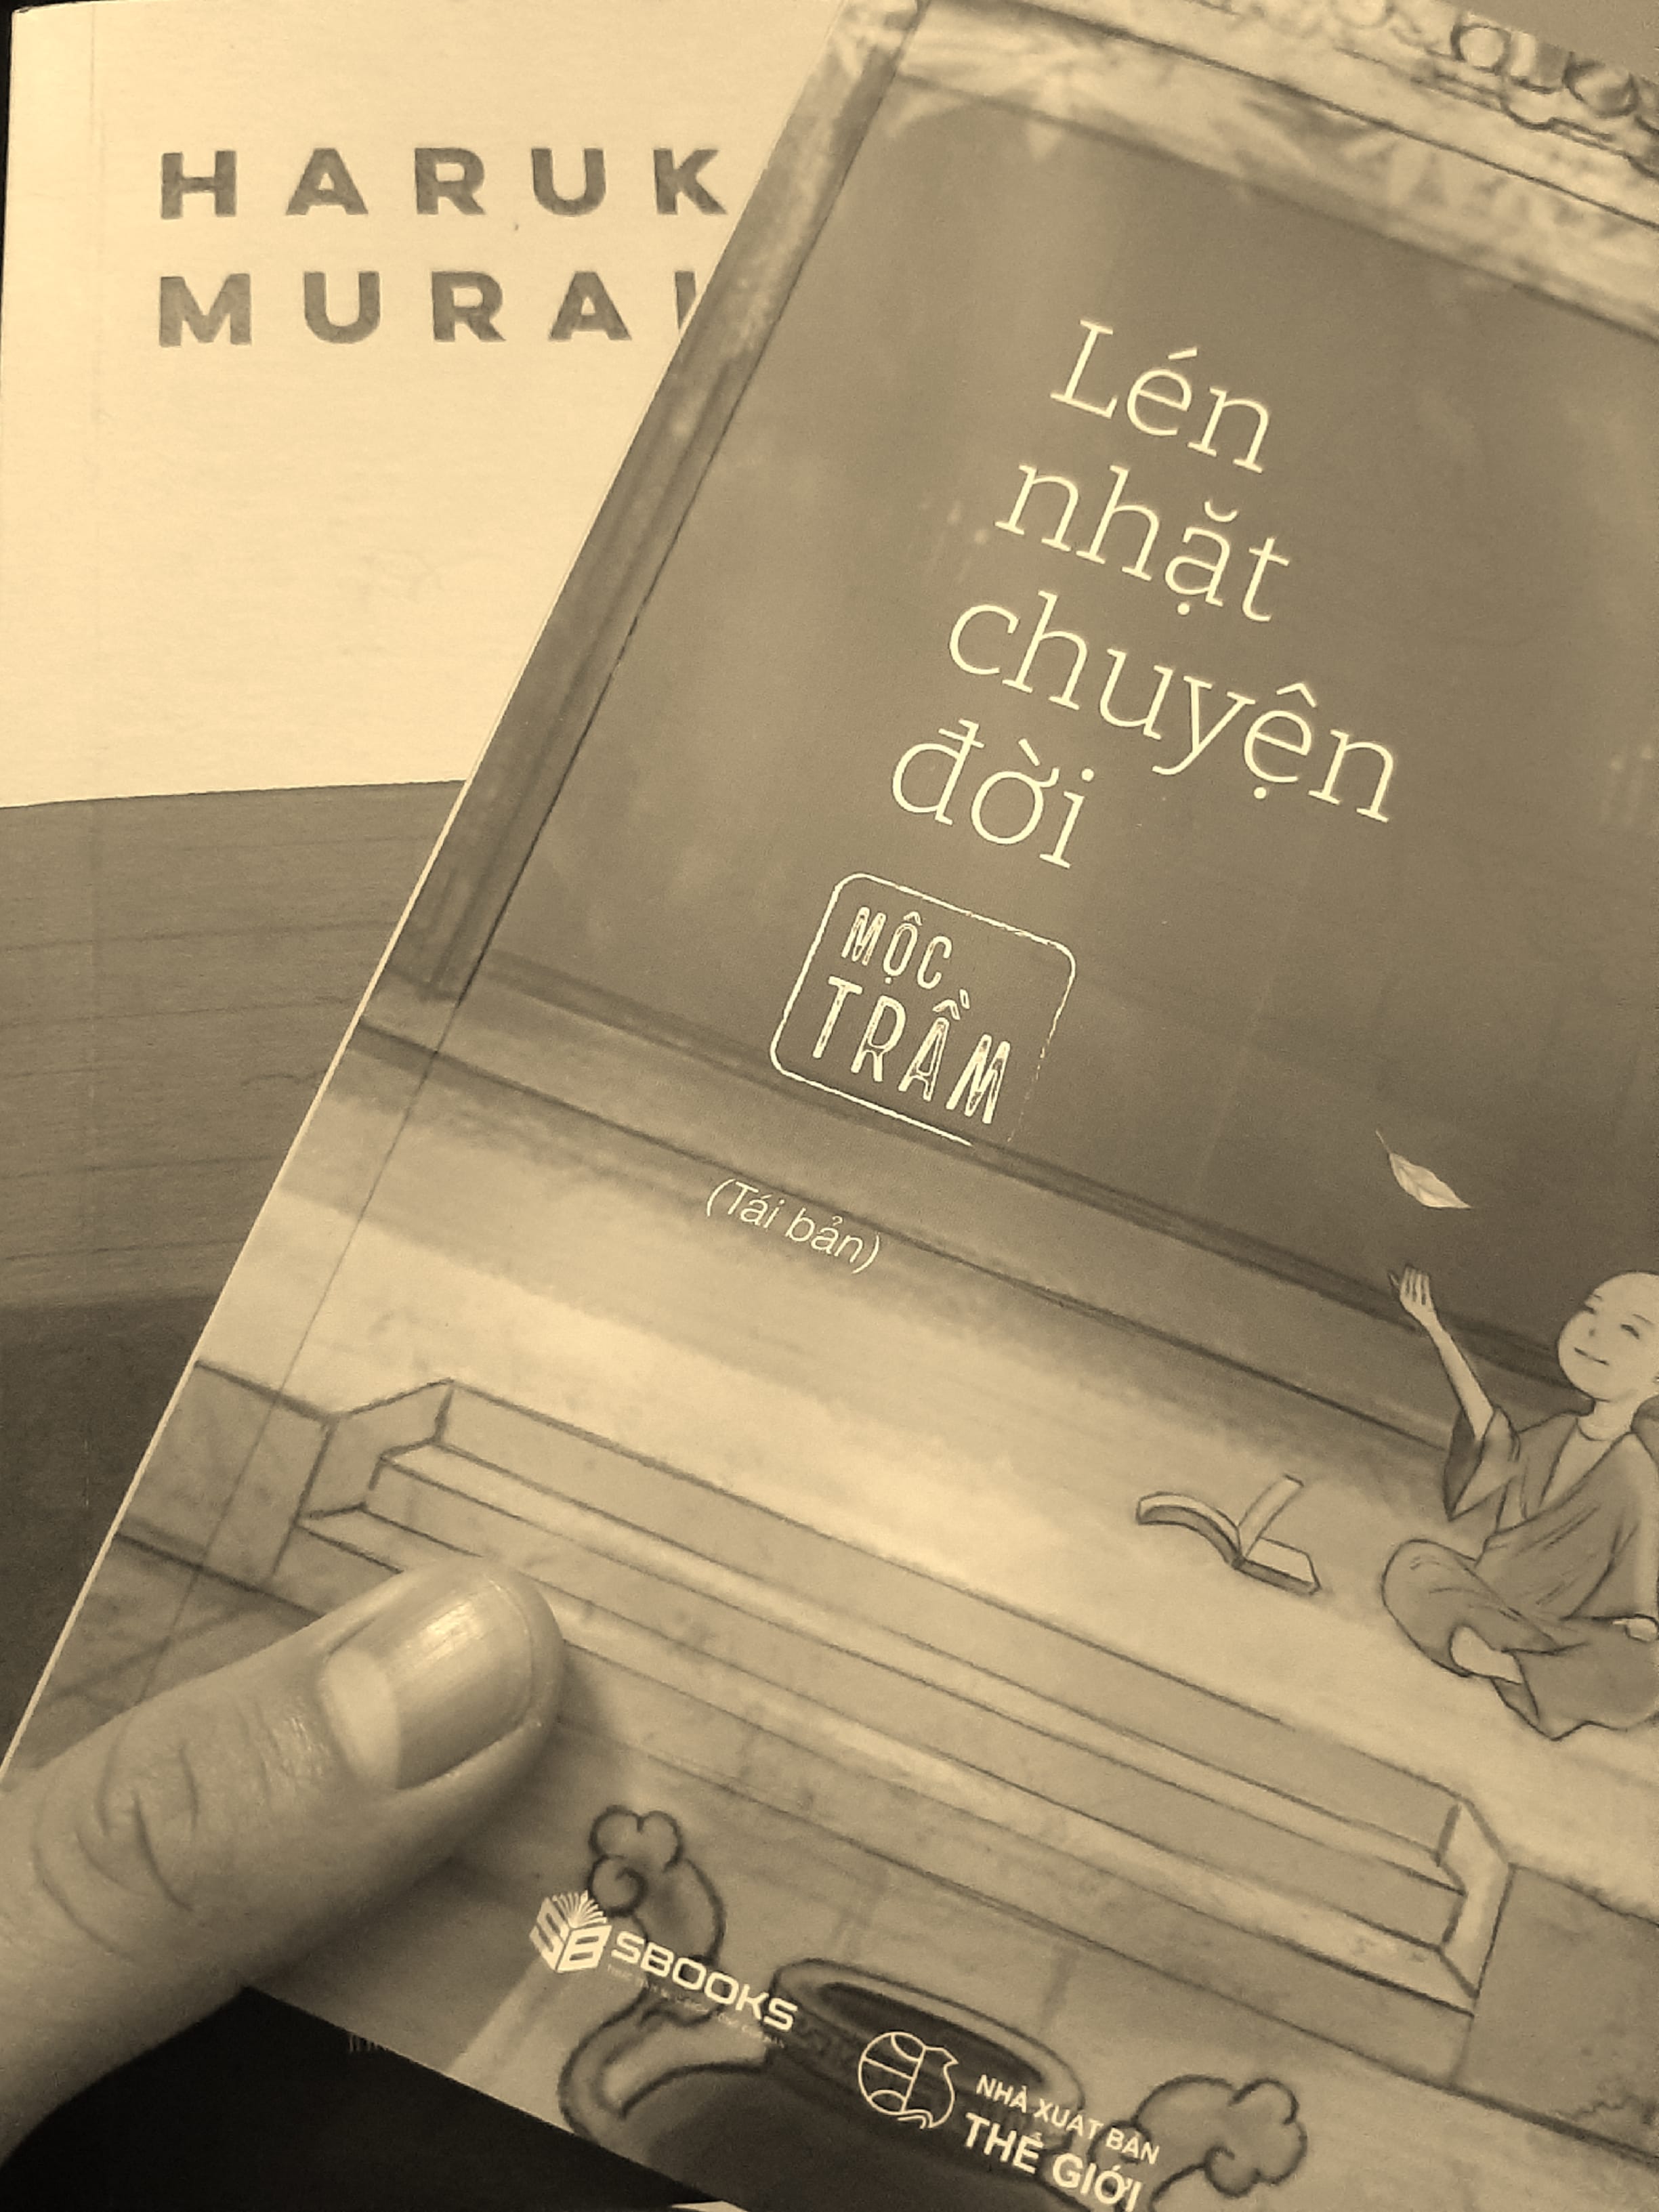 HARUK
MURA
Lén
nhặt
chuyện
đời
MỘC
TRẦM
(Tái bản)
SBOOKS
NHÀ XUẤT BẢN
THẾ GIỚI